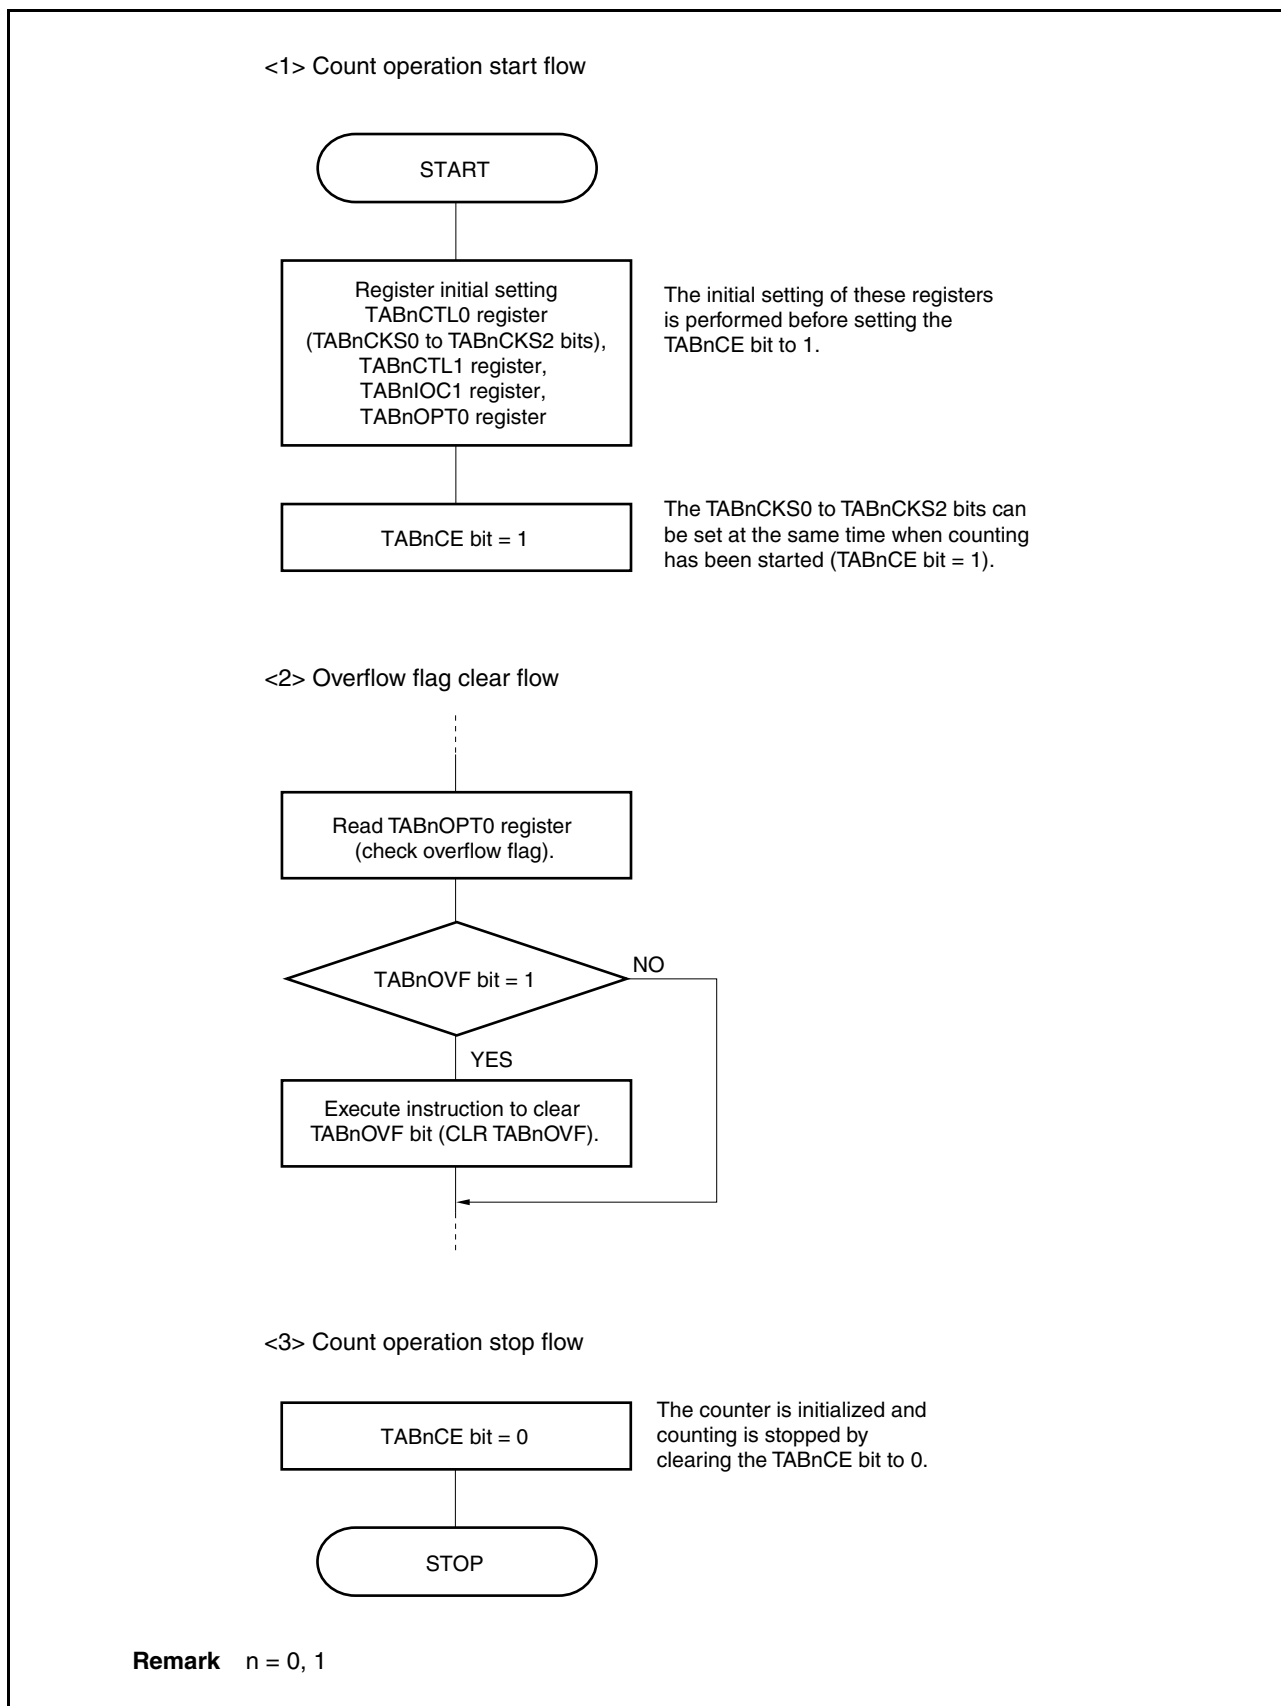 <1> Count operation start flow
START
Register initial setting
TABnCTL0 register
(TABnCKS0 to TABnCKS2 bits),
TABnCTL1 register,
TABnIOC1 register,
TABnOPT0 register
The initial setting of these registers
is performed before setting the
TABnCE bit to 1.
TABnCE bit = 1
The TABnCKS0 to TABnCKS2 bits can
be set at the same time when counting
has been started (TABnCE bit = 1).
<2> Overflow flag clear flow
Read TABnOPT0 register
(check overflow flag).
TABnOVF bit = 1
NO
YES
Execute instruction to clear
TABnOVF bit (CLR TABnOVF).
<3> Count operation stop flow
TABnCE bit = 0
The counter is initialized and
counting is stopped by
clearing the TABnCE bit to 0.
STOP
Remark n = 0, 1